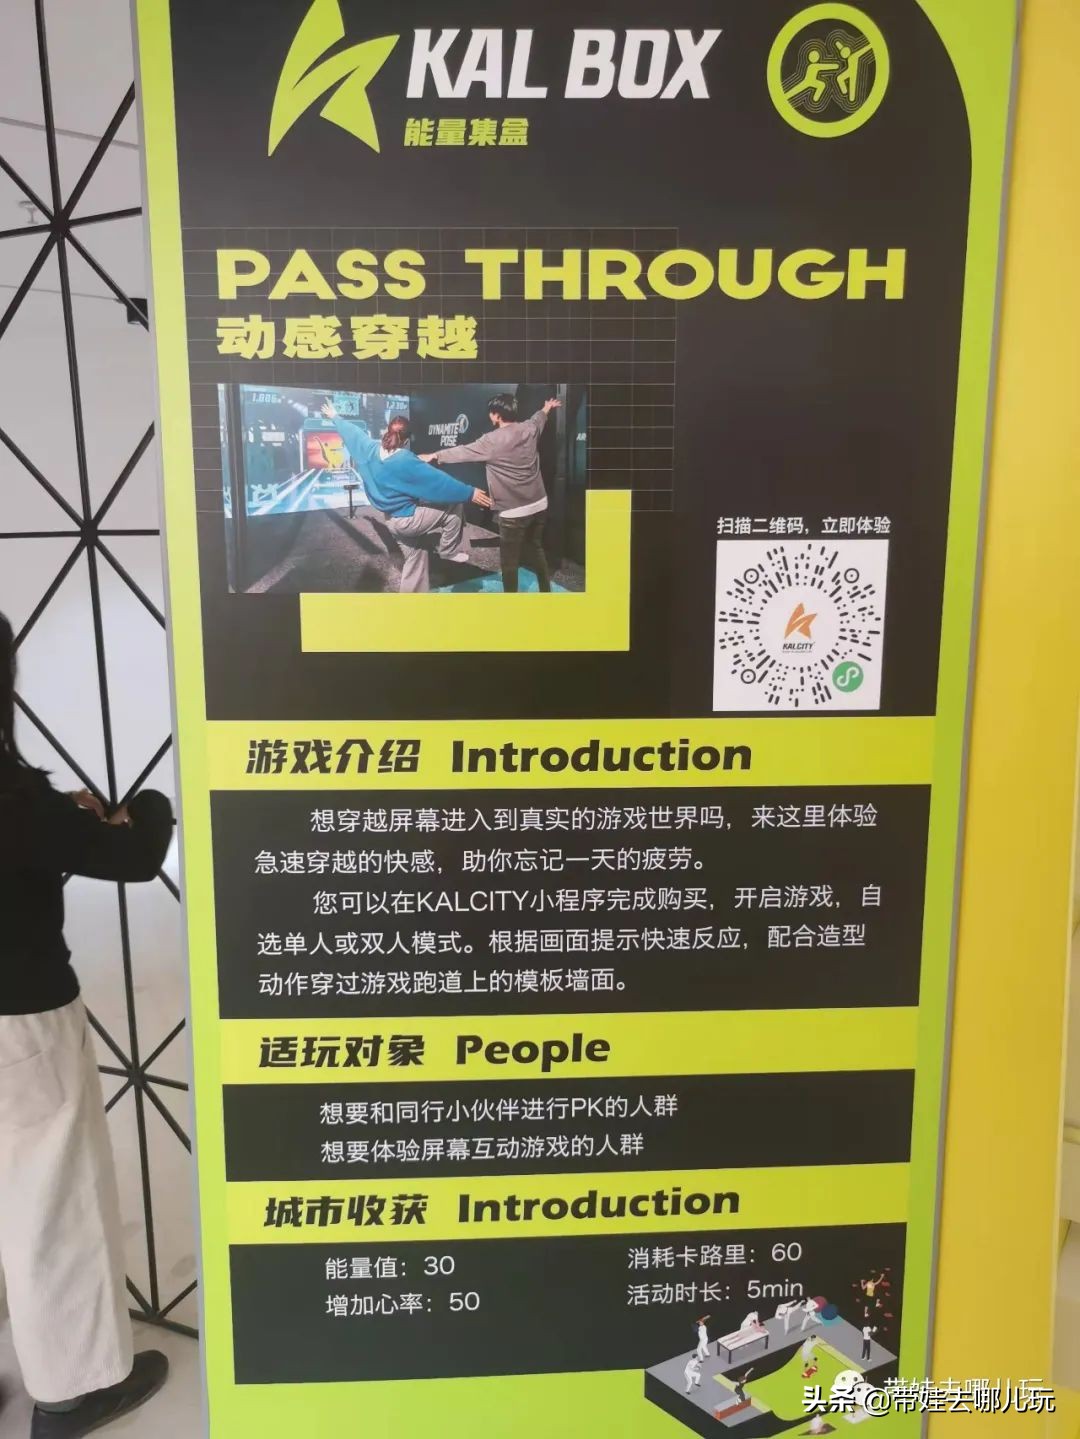 KAL BOX
能量集盒
PASS THROUGH
动感穿越
DYNAMITE
POSE
扫描二维码，立即体验
KALCITY
游戏介绍 Introduction
想穿越屏幕进入到真实的游戏世界吗，来这里体验
急速穿越的快感，助你忘记一天的疲劳。
您可以在KALCITY小程序完成购买，开启游戏，自
选单人或双人模式。根据画面提示快速反应，配合造型
动作穿过游戏跑道上的模板墙面。
适玩对象 People
想要和同行小伙伴进行PK的人群
想要体验屏幕互动游戏的人群
城市收获 Introduction
能量值：30 消耗卡路里：60
增加心率：50 活动时长：5min
带娃去哪儿玩
头条 @带娃去哪儿玩